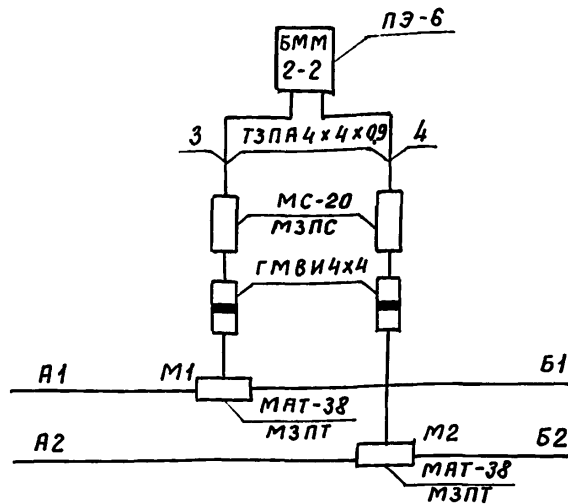 БММ
2-2
ПЭ-6
3
ТЗПА 4×4×0,9
4
МС-20
МЗПС
ГМВИ 4×4
А1
М1
Б1
МАТ-38
МЗПТ
А2
М2
Б2
МАТ-38
МЗПТ